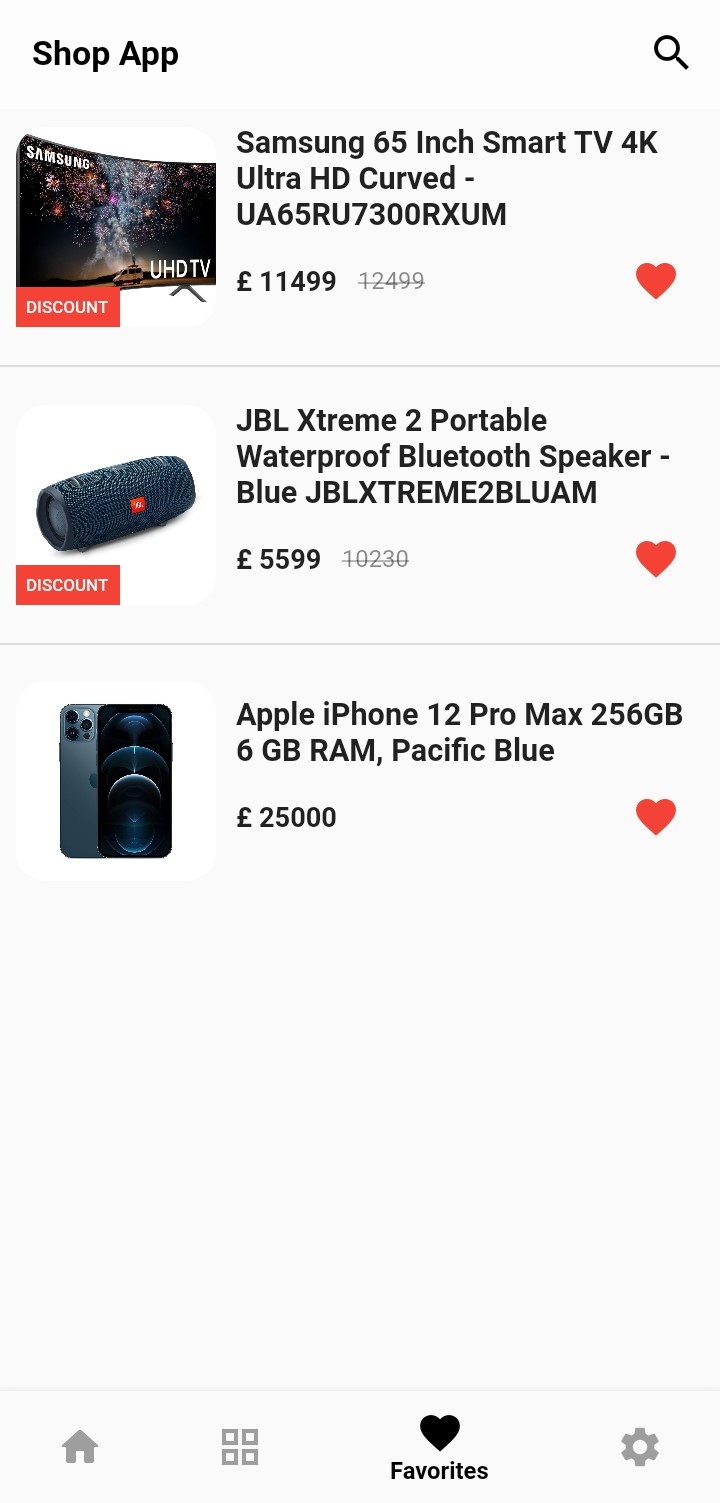 Shop App
SAMSUNG
UHD TV
DISCOUNT
Samsung 65 Inch Smart TV 4K
Ultra HD Curved -
UA65RU7300RXUM
£ 11499 12499
DISCOUNT
JBL Xtreme 2 Portable
Waterproof Bluetooth Speaker -
Blue JBLXTREME2BLUAM
£ 5599 10230
Apple iPhone 12 Pro Max 256GB
6 GB RAM, Pacific Blue
£ 25000
Favorites